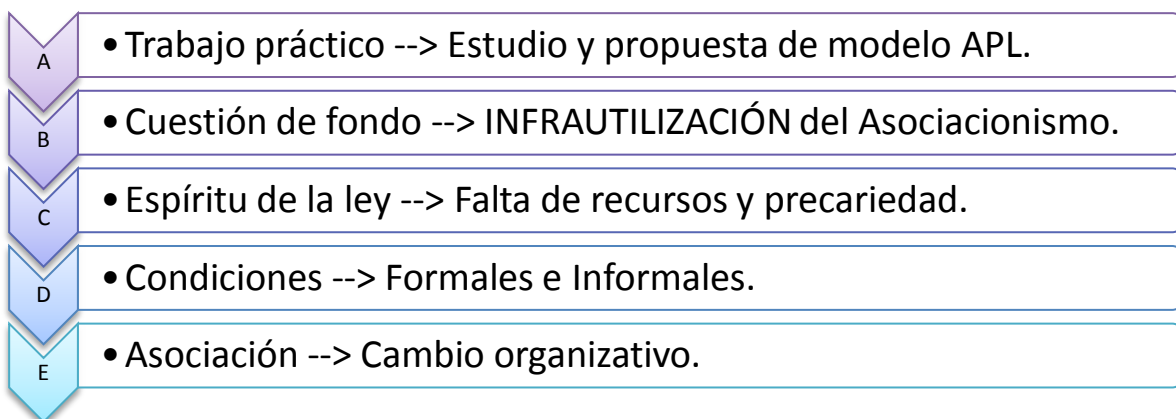 A
• Trabajo práctico --> Estudio y propuesta de modelo APL.
B
• Cuestión de fondo --> INFRAUTILIZACIÓN del Asociacionismo.
C
• Espíritu de la ley --> Falta de recursos y precariedad.
D
• Condiciones --> Formales e Informales.
E
• Asociación --> Cambio organizativo.